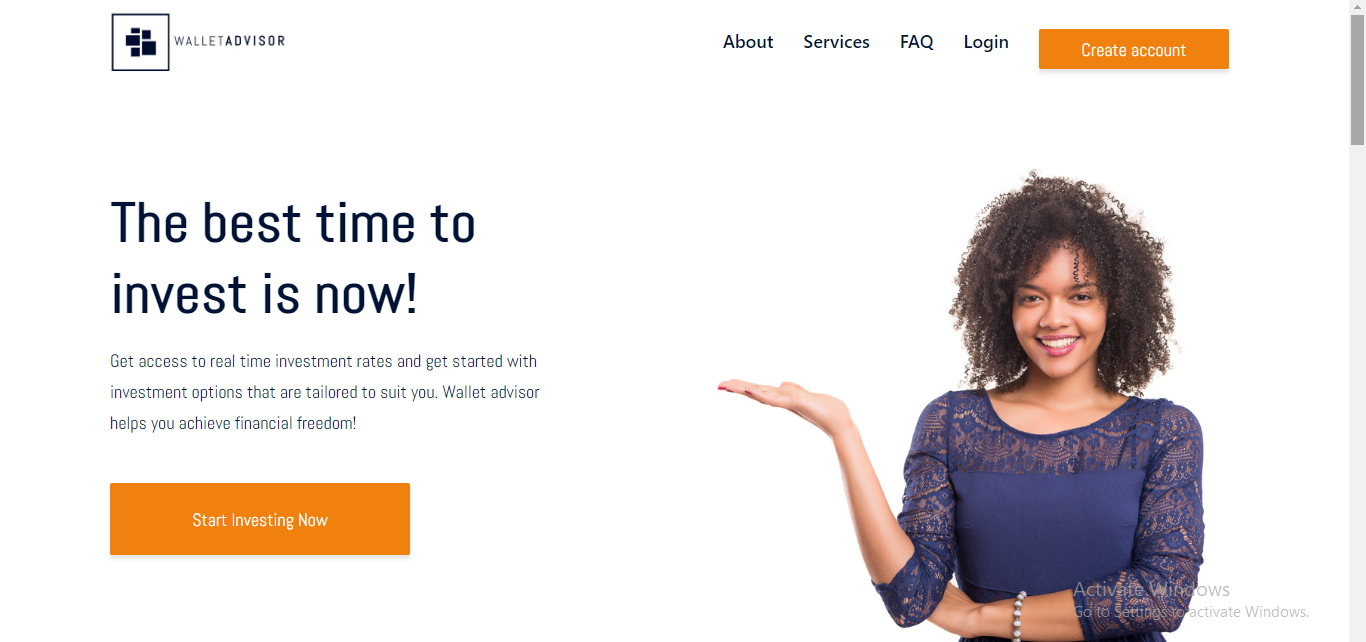 WALLETADVISOR
About
Services
FAQ
Login
Create account
The best time to
invest is now!
Get access to real time investment rates and get started with
investment options that are tailored to suit you. Wallet advisor
helps you achieve financial freedom!
Start Investing Now
Activate Windows
Go to Settings to activate Windows.